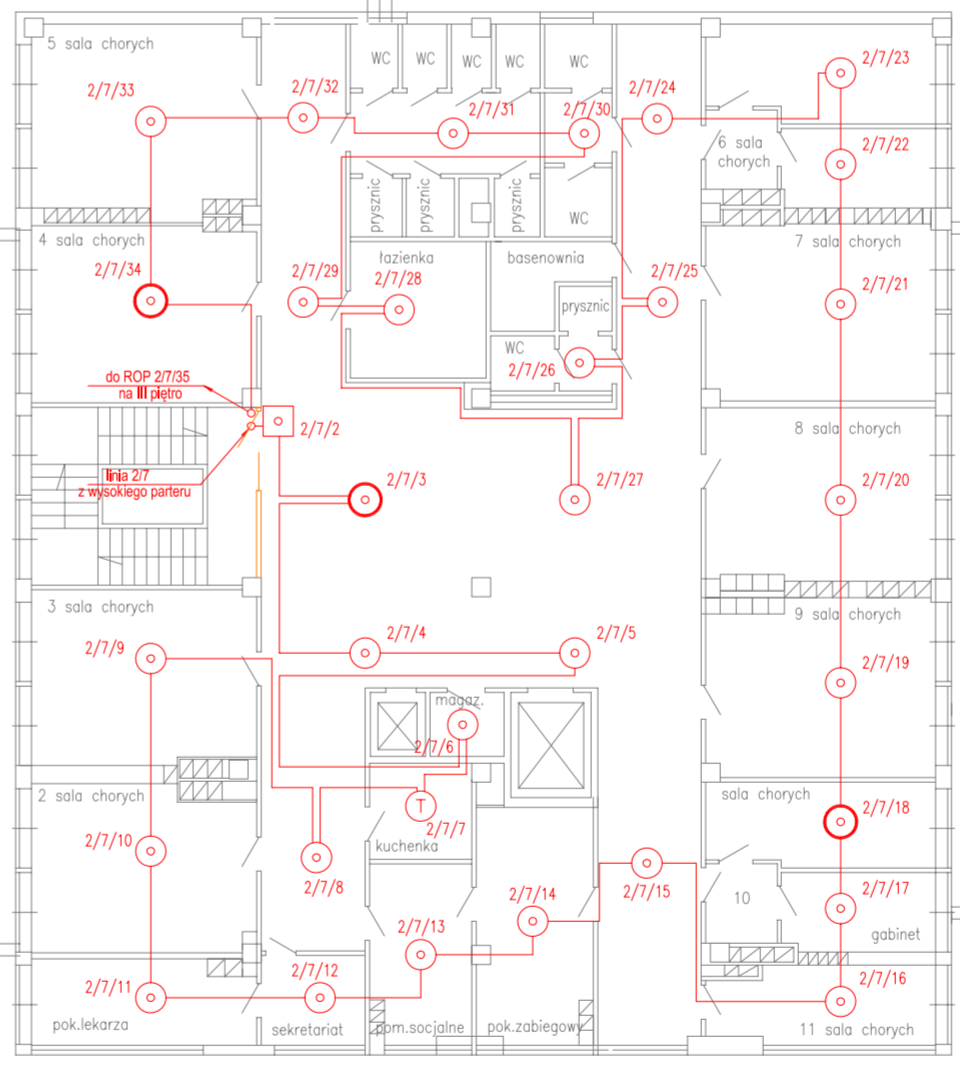 5 sala chorych
WC
WC
WC
WC
WC
2/7/33
2/7/32
2/7/31
2/7/30
2/7/24
2/7/23
6 sala
chorych
2/7/22
prysznic
prysznic
prysznic
WC
4 sala chorych
łazienka
basenownia
7 sala chorych
2/7/34
2/7/29
2/7/28
2/7/25
2/7/21
prysznic
WC
2/7/26
do ROP 2/7/35
na III piętro
2/7/2
8 sala chorych
linia 2/7
z wysokiego parteru
2/7/3
2/7/27
2/7/20
3 sala chorych
9 sala chorych
2/7/9
2/7/4
2/7/5
2/7/19
magaz.
2/7/6
2 sala chorych
sala chorych
T
2/7/18
2/7/7
2/7/10
kuchenka
2/7/8
2/7/15
2/7/14
2/7/17
10
2/7/13
gabinet
2/7/11
2/7/12
2/7/16
pok.lekarza
sekretariat
pom.socjalne
pok.zabiegowy
11 sala chorych